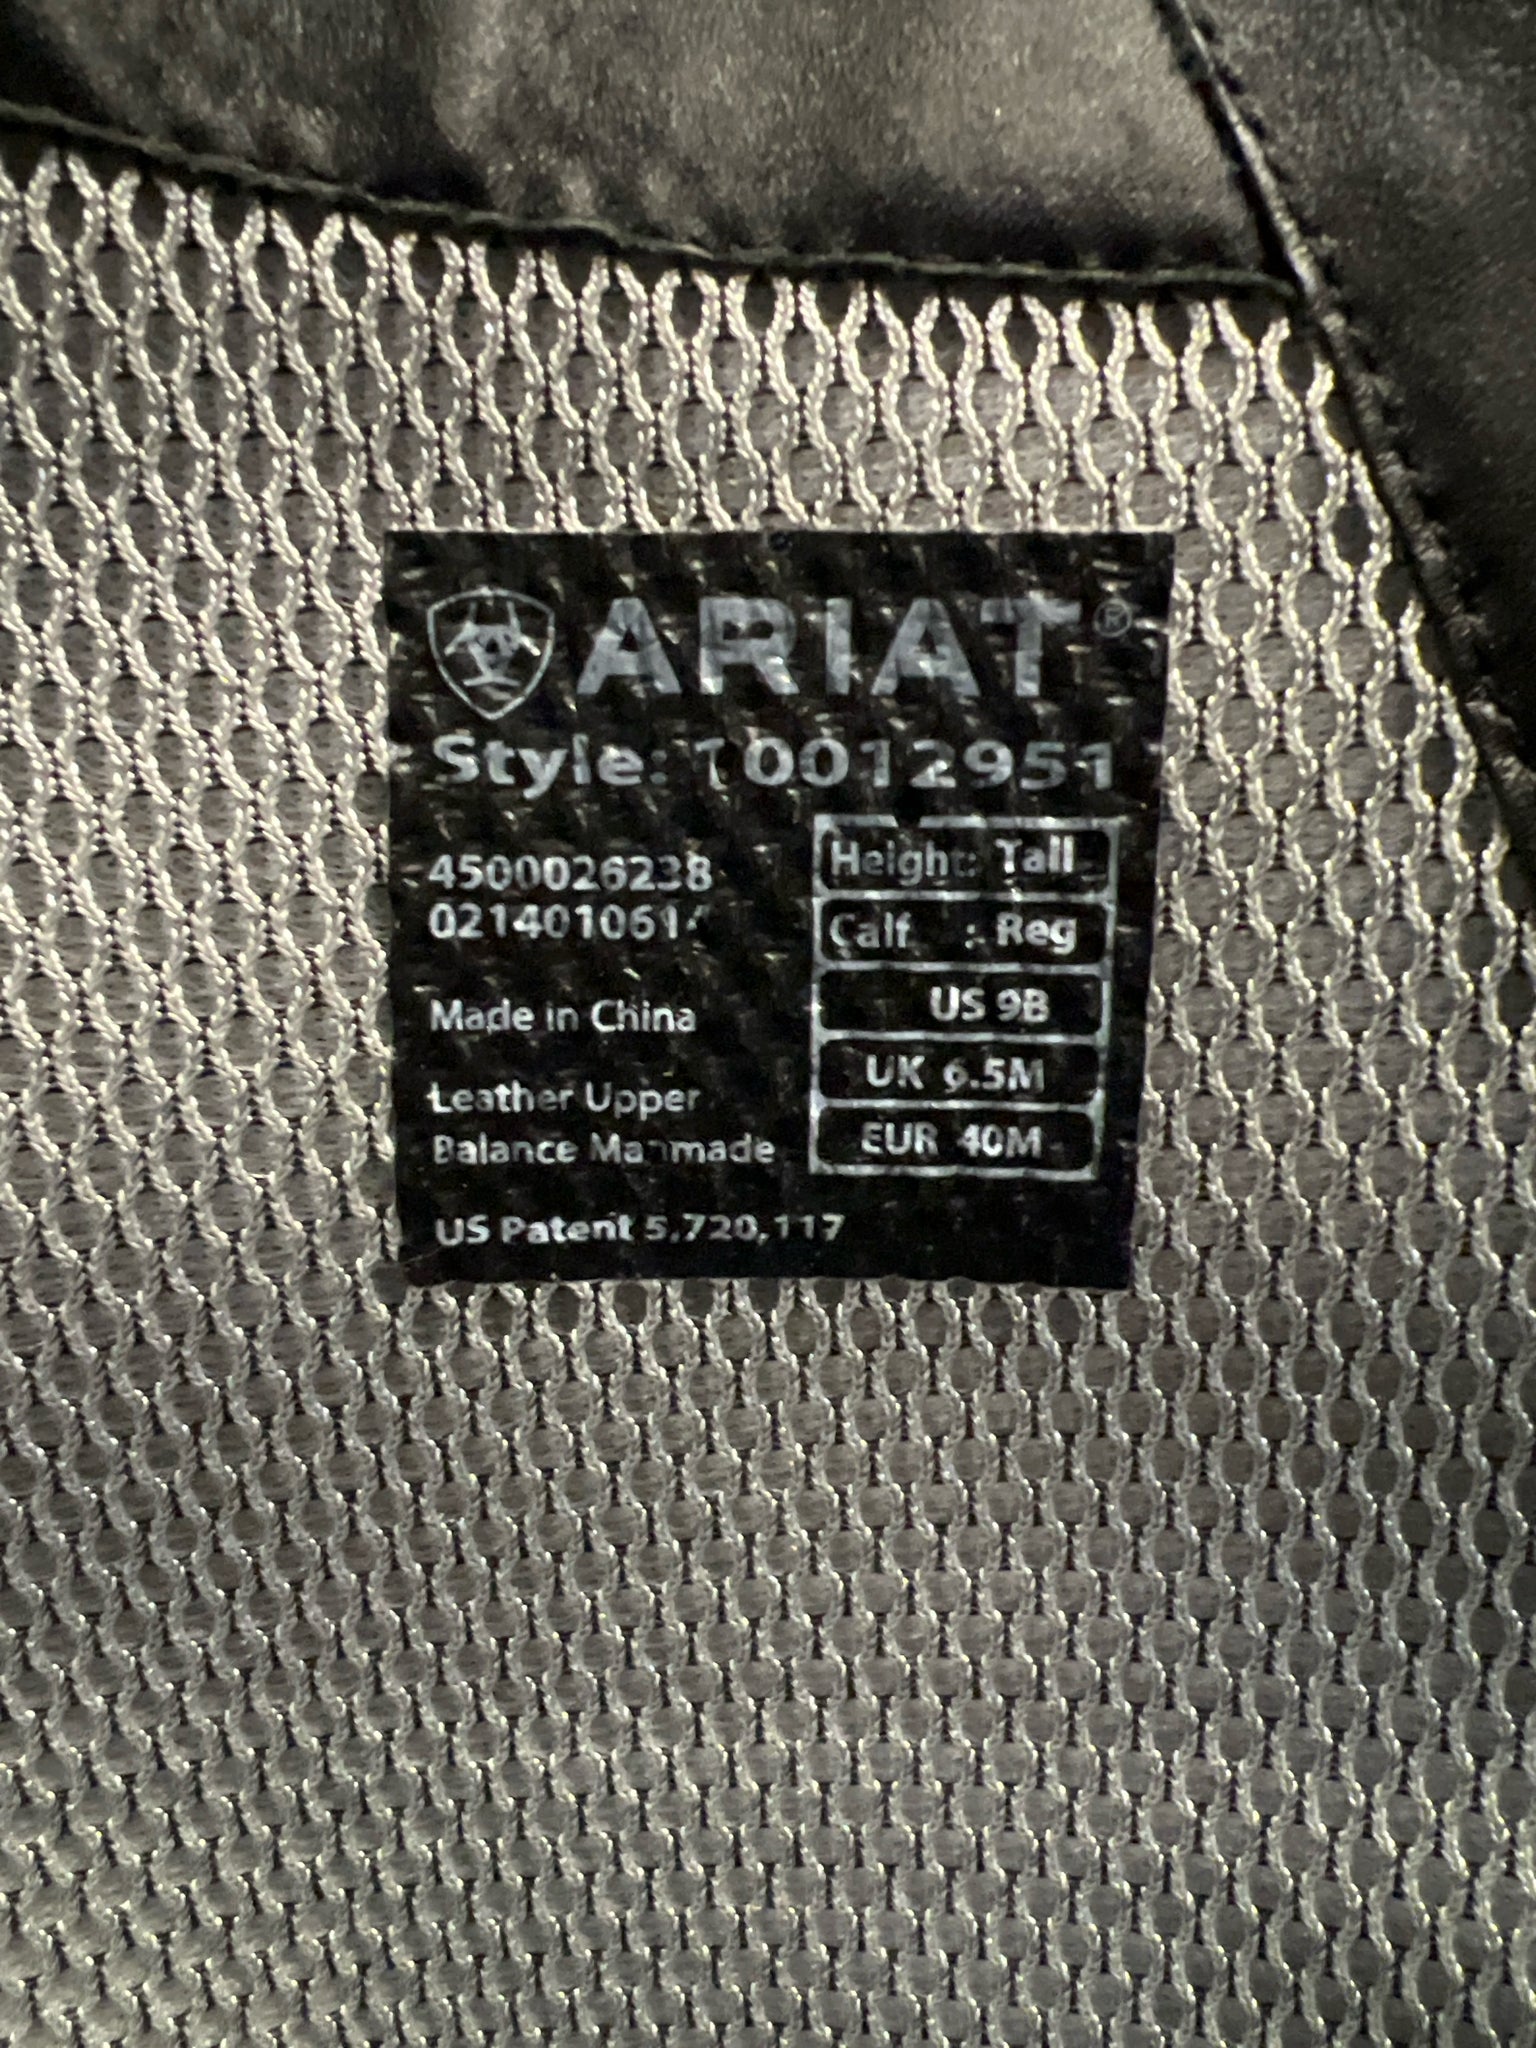 ARIAT®
Style: 10012951
4500026238
0214010614
Made in China
Leather Upper
Balance Manmade
US Patent 5,720,117
Height: Tall
Calf : Reg
US 9B
UK 6.5M
EUR 40M